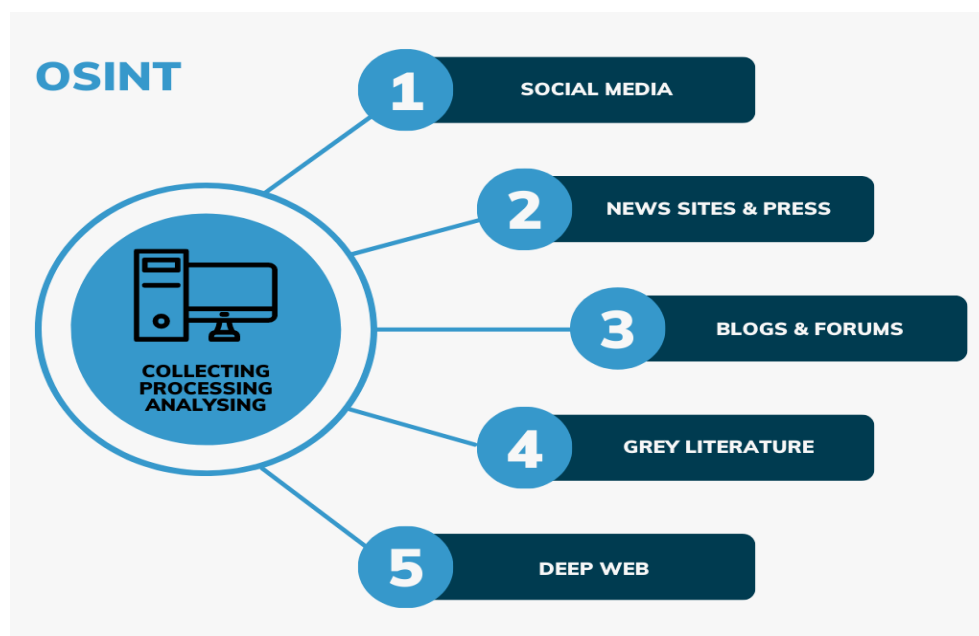 OSINT
1
SOCIAL MEDIA
2
NEWS SITES & PRESS
3
BLOGS & FORUMS
COLLECTING
PROCESSING
ANALYSING
4
GREY LITERATURE
5
DEEP WEB